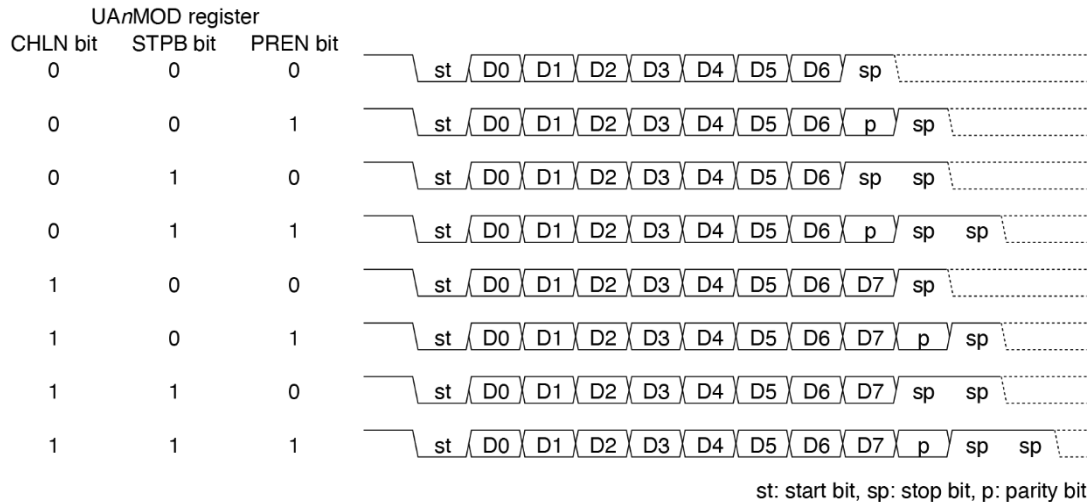 UAnMOD register
CHLN bit STPB bit PREN bit
0 0 0 st D0 D1 D2 D3 D4 D5 D6 sp
0 0 1 st D0 D1 D2 D3 D4 D5 D6 p sp
0 1 0 st D0 D1 D2 D3 D4 D5 D6 sp sp
0 1 1 st D0 D1 D2 D3 D4 D5 D6 p sp sp
1 0 0 st D0 D1 D2 D3 D4 D5 D6 D7 sp
1 0 1 st D0 D1 D2 D3 D4 D5 D6 D7 p sp
1 1 0 st D0 D1 D2 D3 D4 D5 D6 D7 sp sp
1 1 1 st D0 D1 D2 D3 D4 D5 D6 D7 p sp sp
st: start bit, sp: stop bit, p: parity bit